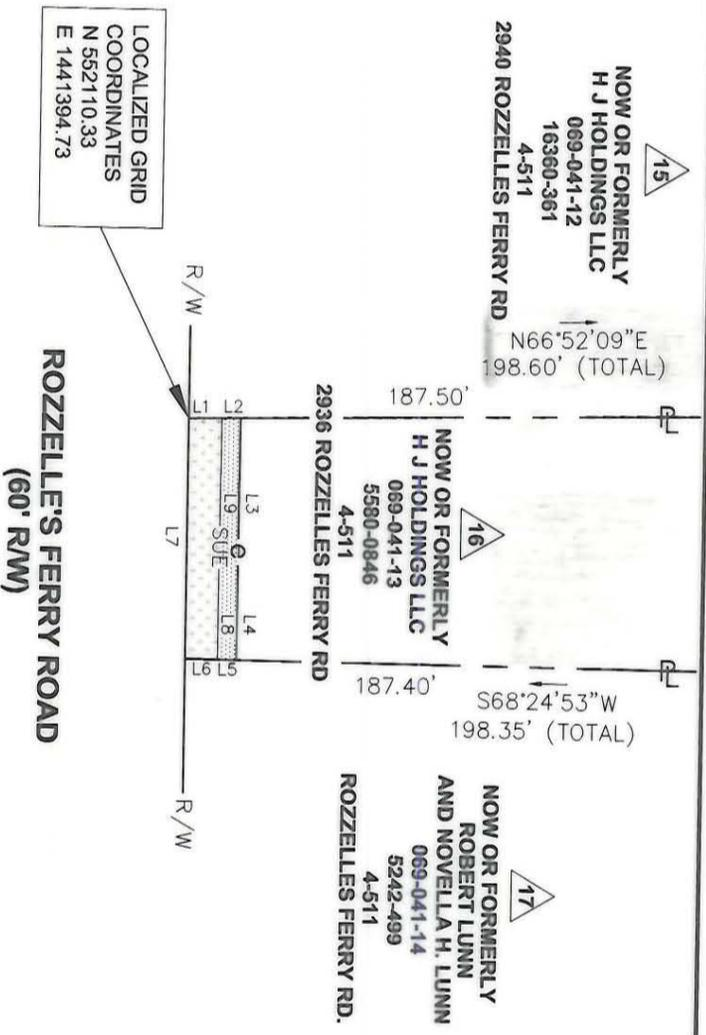 15
NOW OR FORMERLY
H J HOLDINGS LLC
069-041-12
16360-361
4-511
2940 ROZZELLES FERRY RD
N66°52'09"E
198.60' (TOTAL)
187.50'
16
NOW OR FORMERLY
H J HOLDINGS LLC
069-041-13
5580-0846
4-511
2936 ROZZELLES FERRY RD
187.40'
S68°24'53"W
198.35' (TOTAL)
17
NOW OR FORMERLY
ROBERT LUNN
AND NOVELLA H. LUNN
069-041-14
5242-499
4-511
ROZZELLES FERRY RD.
L1
L2
L3
L9
e
SUE
L4
L8
L5
L6
L7
R/W
R/W
LOCALIZED GRID
COORDINATES
N 552110.33
E 1441394.73
ROZZELLE'S FERRY ROAD
(60' R/W)